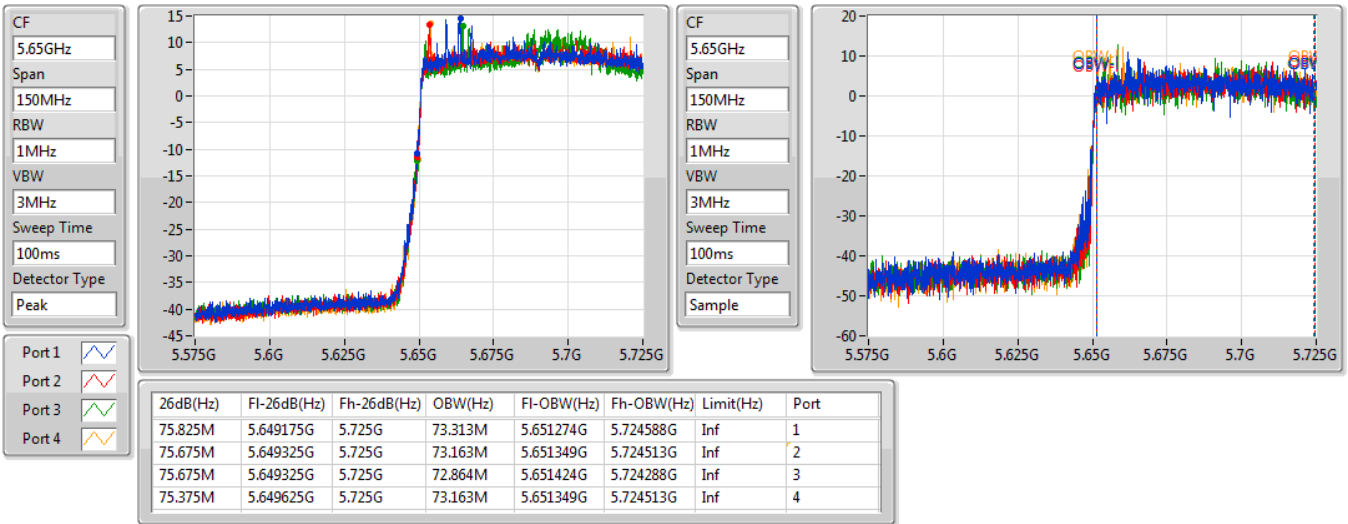 CF
5.65GHz
Span
150MHz
RBW
1MHz
VBW
3MHz
Sweep Time
100ms
Detector Type
Peak
15
10
5
0
-5
-10
-15
-20
-25
-30
-35
-40
-45
5.575G 5.6G 5.625G 5.65G 5.675G 5.7G 5.725G
CF
5.65GHz
Span
150MHz
RBW
1MHz
VBW
3MHz
Sweep Time
100ms
Detector Type
Sample
20
10
0
-10
-20
-30
-40
-50
-60
OBW
OBW
5.575G 5.6G 5.625G 5.65G 5.675G 5.7G 5.725G
Port 1
Port 2
Port 3
Port 4
26dB(Hz) Fl-26dB(Hz) Fh-26dB(Hz) OBW(Hz) Fl-OBW(Hz) Fh-OBW(Hz) Limit(Hz) Port
75.825M 5.649175G 5.725G 73.313M 5.651274G 5.724588G Inf 1
75.675M 5.649325G 5.725G 73.163M 5.651349G 5.724513G Inf 2
75.675M 5.649325G 5.725G 72.864M 5.651424G 5.724288G Inf 3
75.375M 5.649625G 5.725G 73.163M 5.651349G 5.724513G Inf 4